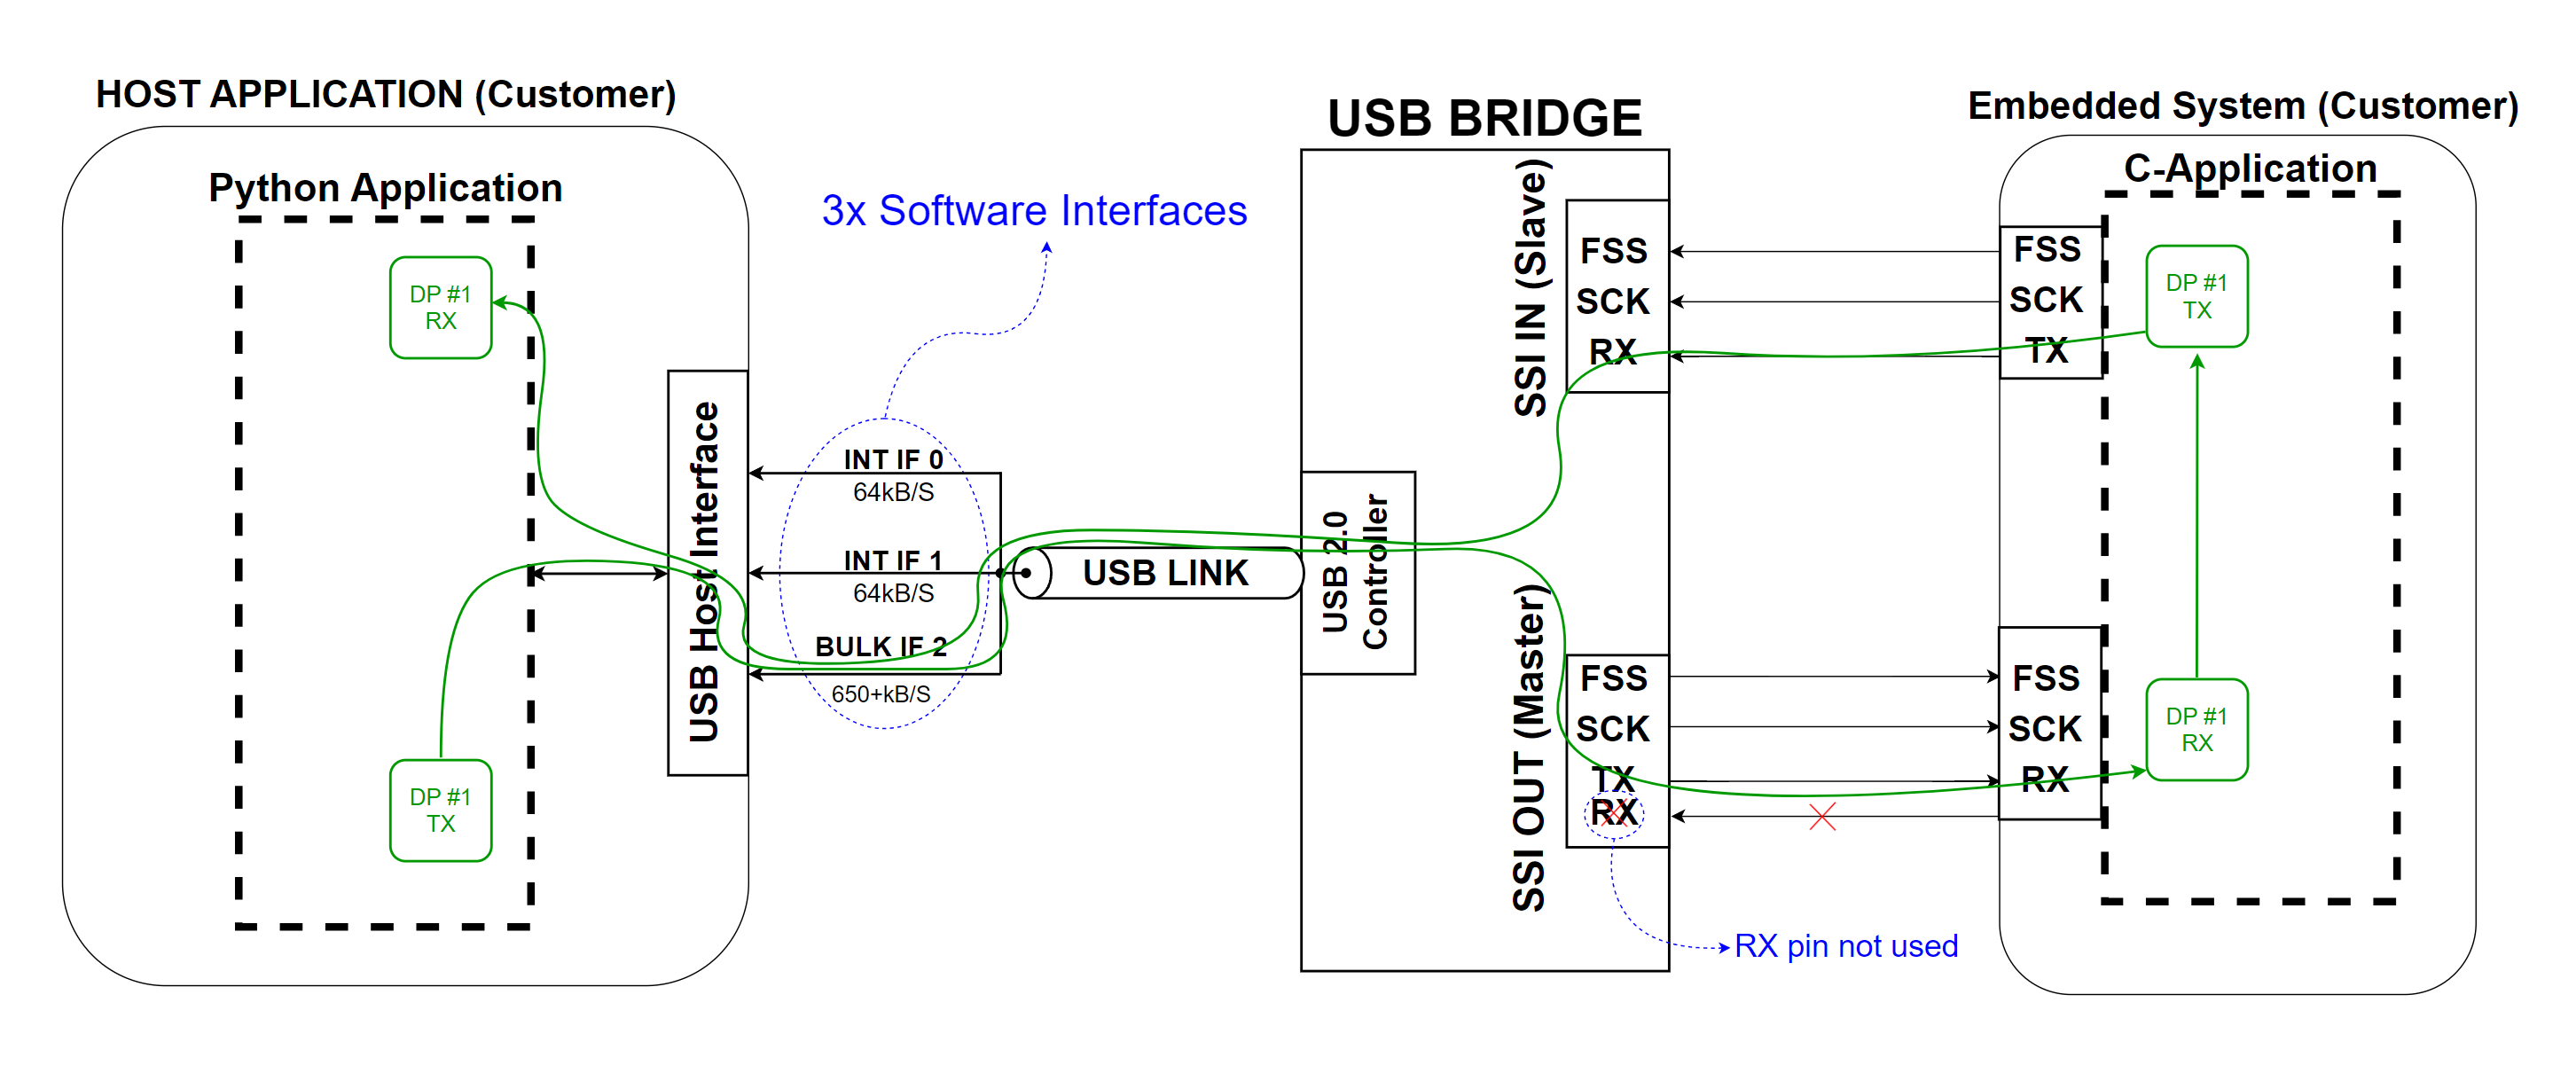 HOST APPLICATION (Customer)
Python Application
DP #1
RX
DP #1
TX
USB Host Interface
3x Software Interfaces
INT IF 0
64kB/S
INT IF 1
64kB/S
BULK IF 2
650+kB/S
USB LINK
USB BRIDGE
USB 2.0
Controller
SSI IN (Slave)
FSS
SCK
RX
SSI OUT (Master)
FSS
SCK
TX
RX
RX pin not used
Embedded System (Customer)
C-Application
FSS
SCK
TX
DP #1
TX
FSS
SCK
RX
DP #1
RX